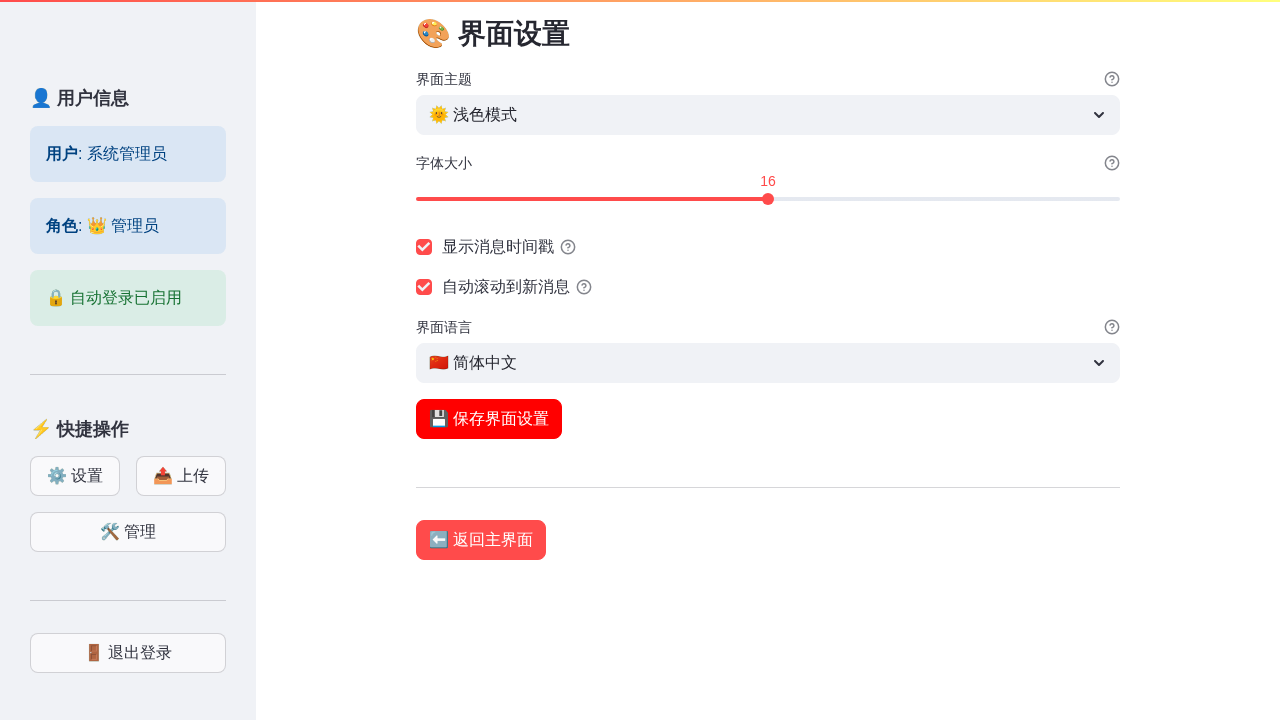 👤 用户信息
用户: 系统管理员
角色: 👑 管理员
🔒 自动登录已启用
⚡ 快捷操作
⚙️ 设置
📤 上传
🛠️ 管理
🚪 退出登录
🎨 界面设置
界面主题
🌞 浅色模式
字体大小
16
显示消息时间戳
自动滚动到新消息
界面语言
🇨🇳 简体中文
💾 保存界面设置
⬅️ 返回主界面